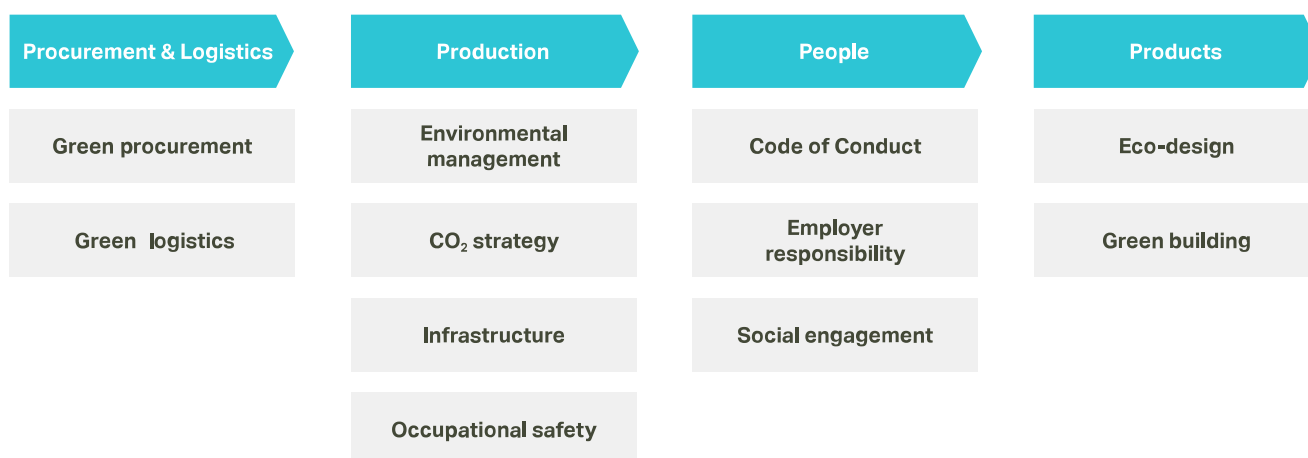 Procurement & Logistics
Production
People
Products
Green procurement
Environmental
management
Code of Conduct
Eco-design
Green logistics
CO₂ strategy
Employer
responsibility
Green building
Infrastructure
Social engagement
Occupational safety